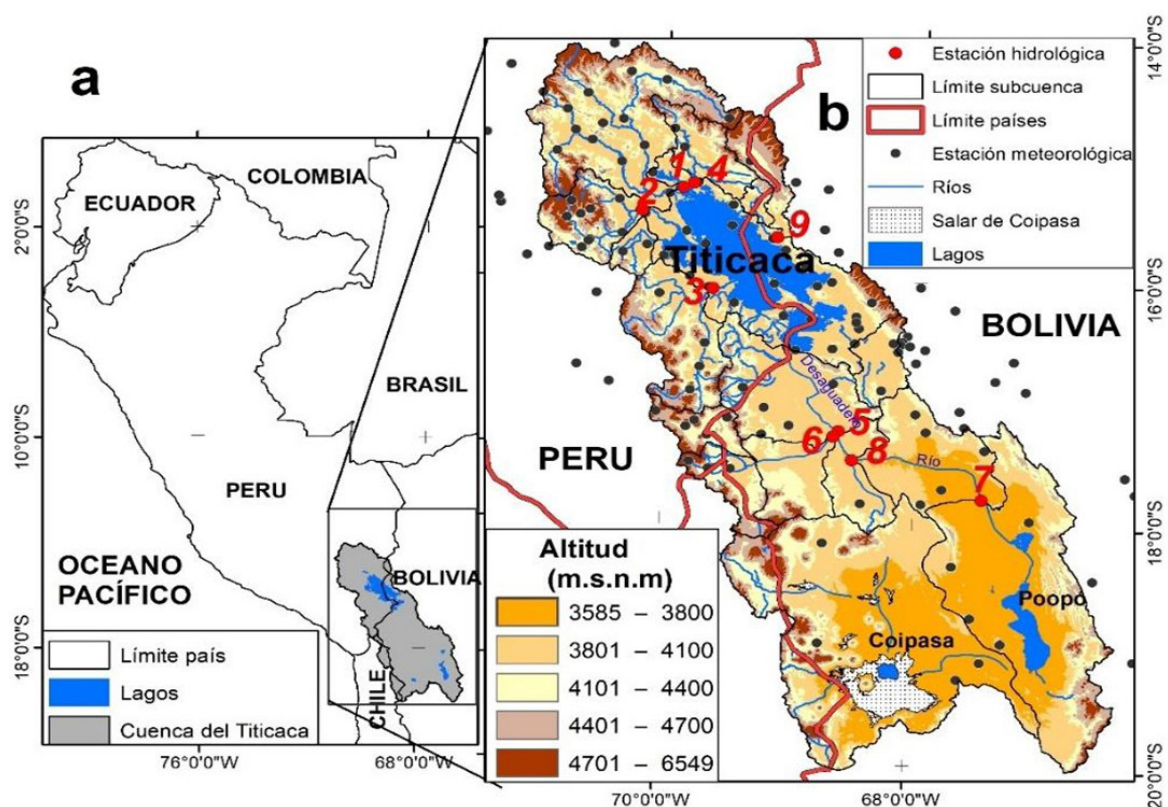 a
ECUADOR
COLOMBIA
BRASIL
PERU
OCEANO
PACÍFICO
BOLIVIA
CHILE
Límite país
Lagos
Cuenca del Titicaca
2°0'0"S
10°0'0"S
18°0'0"S
76°0'0"W
68°0'0"W
b
Estación hidrológica
Límite subcuenca
Límite países
Estación meteorológica
Ríos
Salar de Coipasa
Lagos
1
4
2
9
Titicaca
3
BOLIVIA
Desaguadero
5
6
8
PERU
Río
7
Poopó
Coipasa
Altitud
(m.s.n.m)
3585 – 3800
3801 – 4100
4101 – 4400
4401 – 4700
4701 – 6549
14°0'0"S
16°0'0"S
18°0'0"S
20°0'0"S
70°0'0"W
68°0'0"W